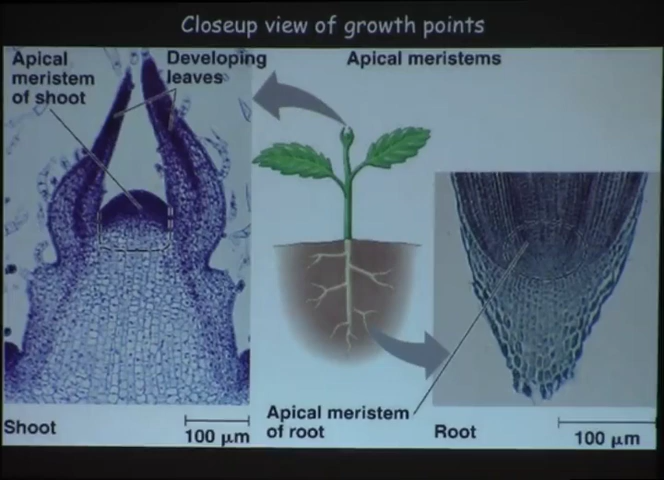 Closeup view of growth points
Apical
meristem
of shoot
Developing
leaves
Apical meristems
Apical meristem
of root
Shoot
100 µm
Root
100 µm